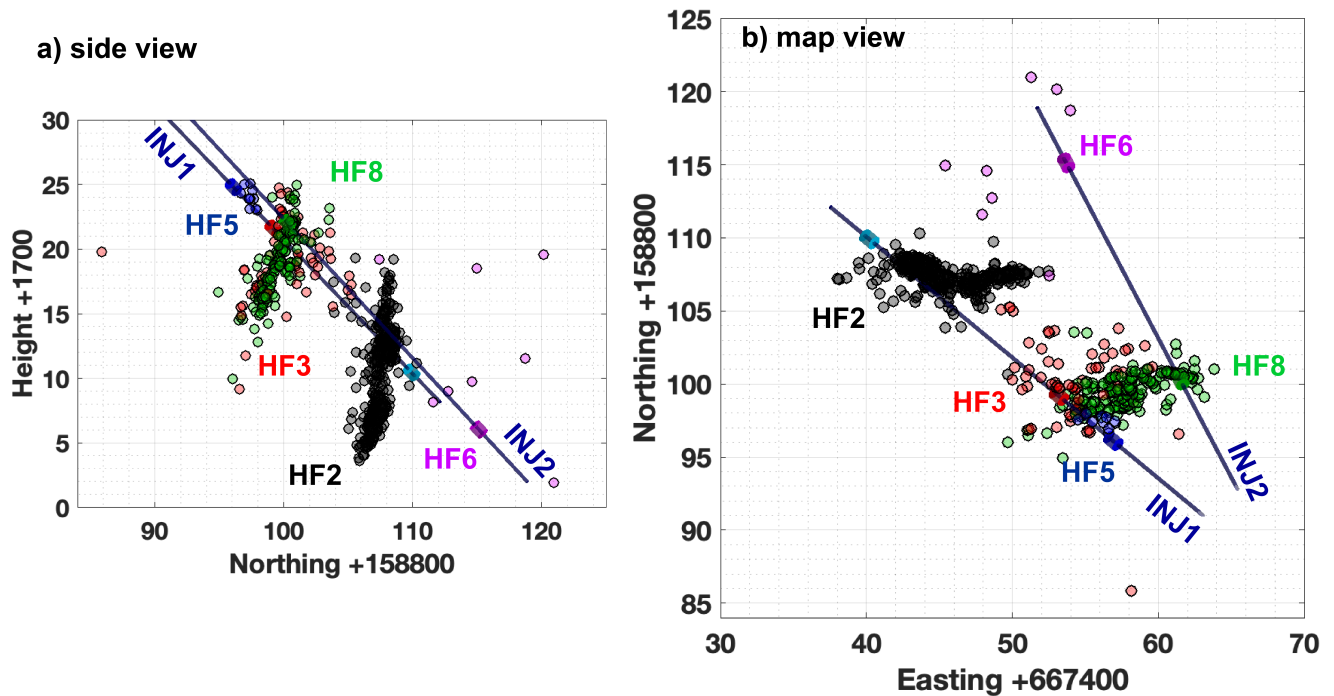 a) side view
30
25
20
15
10
5
0
90
100
110
120
Height +1700
Northing +158800
INJ1
HF8
HF5
HF3
HF2
HF6
INJ2
b) map view
125
120
115
110
105
100
95
90
85
30
40
50
60
70
Northing +158800
Easting +667400
HF6
HF2
HF3
HF8
HF5
INJ2
INJ1